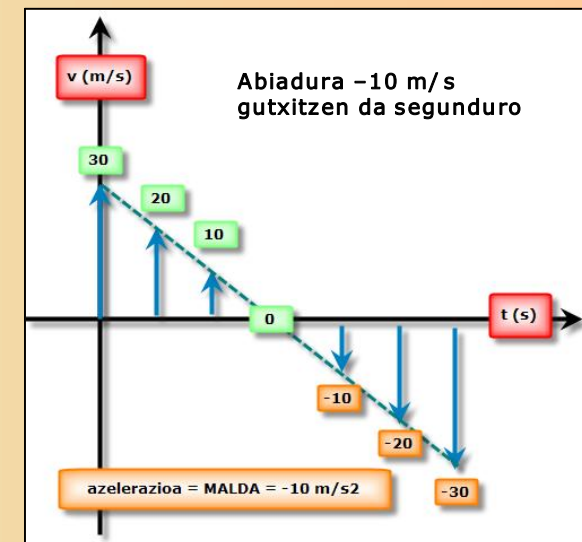 v (m/s)
Abiadura –10 m/s
gutxitzen da segunduro
30
20
10
0
t (s)
-10
-20
-30
azelerazioa = MALDA = -10 m/s2